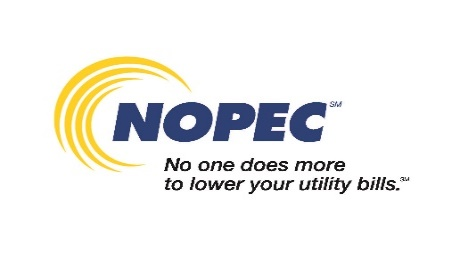 NOPEC℠
No one does more
to lower your utility bills.℠